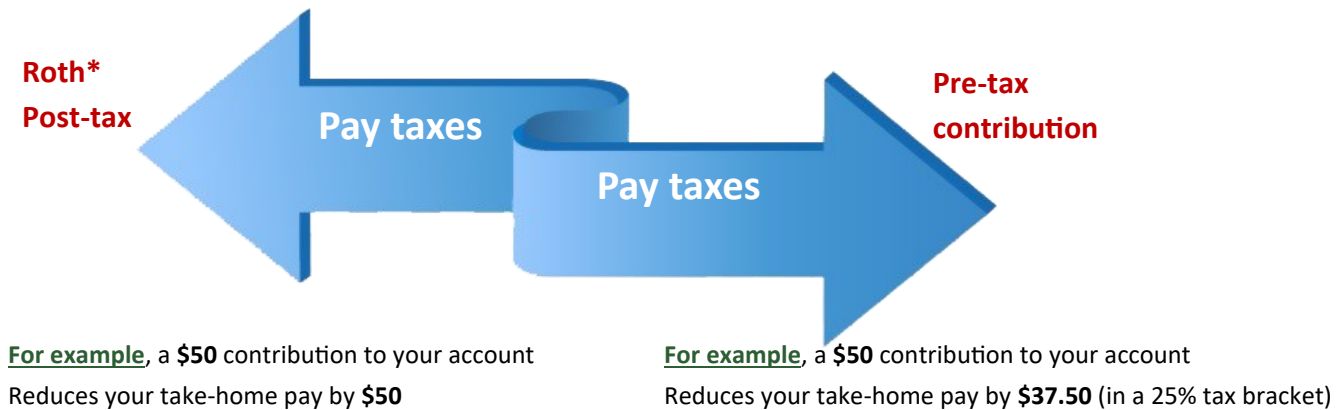 Roth*
Post-tax
Pay taxes
Pre-tax
contribution
Pay taxes
For example, a $50 contribution to your account
Reduces your take-home pay by $50
For example, a $50 contribution to your account
Reduces your take-home pay by $37.50 (in a 25% tax bracket)